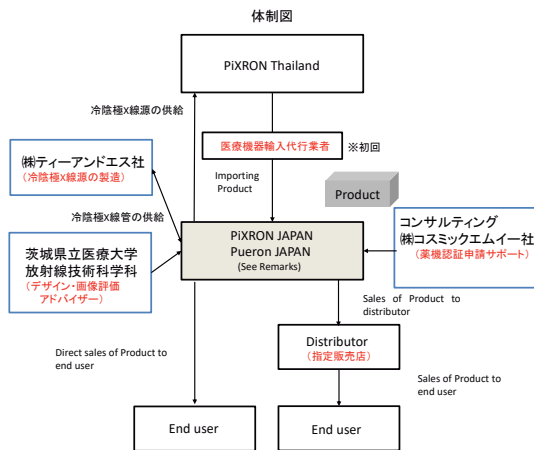 体制図
PiXRON Thailand
冷陰極X線源の供給
医療機器輸入代行業者
※初回
㈱ティーアンドエス社
(冷陰極X線源の製造)
Importing
Product
Product
冷陰極X線管の供給
PiXRON JAPAN
Pueron JAPAN
(See Remarks)
コンサルティング
㈱コスミックエムイー社
(薬機認証申請サポート)
茨城県立医療大学
放射線技術科学科
(デザイン・画像評価
アドバイザー)
Sales of Product to
distributor
Distributor
(指定販売店)
Direct sales of Product to
end user
Sales of Product to
end user
End user
End user